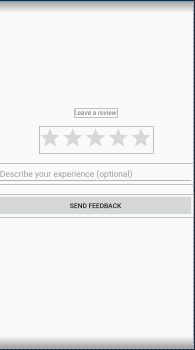 Leave a review
Describe your experience (optional)
SEND FEEDBACK